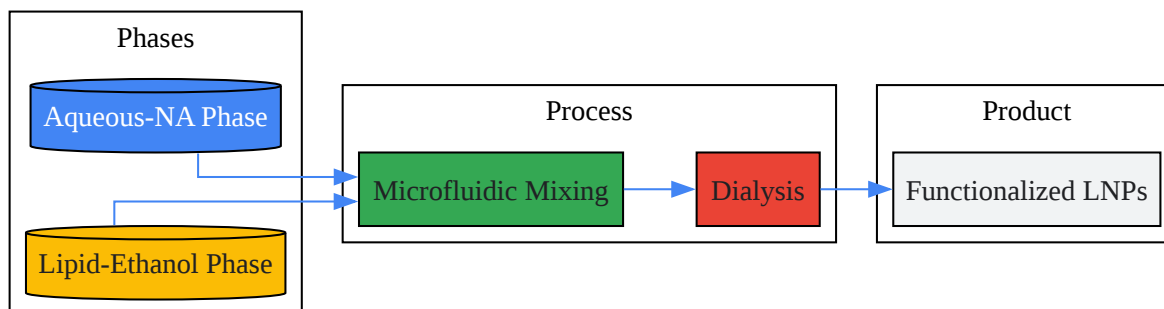 Phases
Aqueous-NA Phase
Lipid-Ethanol Phase
Process
Microfluidic Mixing
Dialysis
Product
Functionalized LNPs